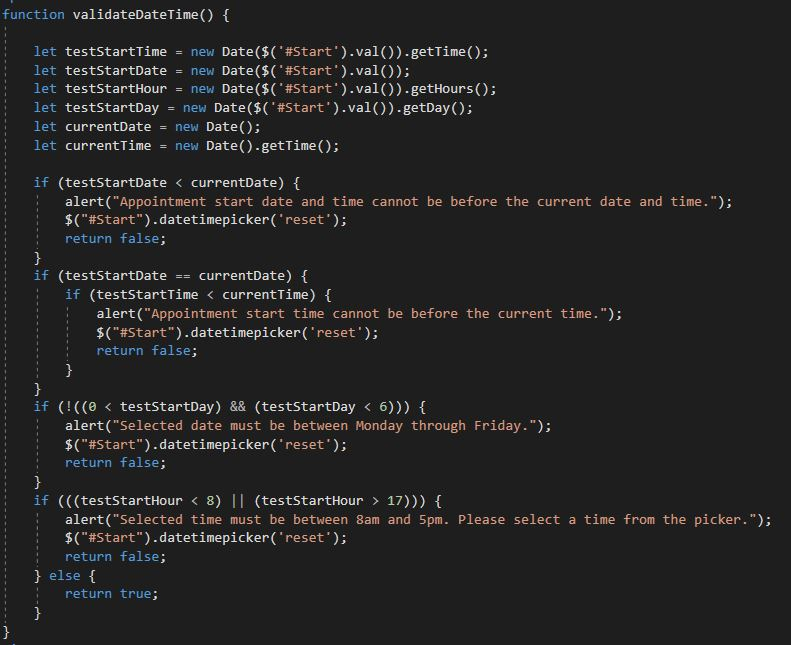 function validateDateTime() {
let testStartTime = new Date($('#Start').val()).getTime();
let testStartDate = new Date($('#Start').val());
let testStartHour = new Date($('#Start').val()).getHours();
let testStartDay = new Date($('#Start').val()).getDay();
let currentDate = new Date();
let currentTime = new Date().getTime();
if (testStartDate < currentDate) {
alert("Appointment start date and time cannot be before the current date and time.");
$("#Start").datetimepicker('reset');
return false;
}
if (testStartDate == currentDate) {
if (testStartTime < currentTime) {
alert("Appointment start time cannot be before the current time.");
$("#Start").datetimepicker('reset');
return false;
}
}
if (!((0 < testStartDay) && (testStartDay < 6))) {
alert("Selected date must be between Monday through Friday.");
$("#Start").datetimepicker('reset');
return false;
}
if (((testStartHour < 8) || (testStartHour > 17))) {
alert("Selected time must be between 8am and 5pm. Please select a time from the picker.");
$("#Start").datetimepicker('reset');
return false;
} else {
return true;
}
}